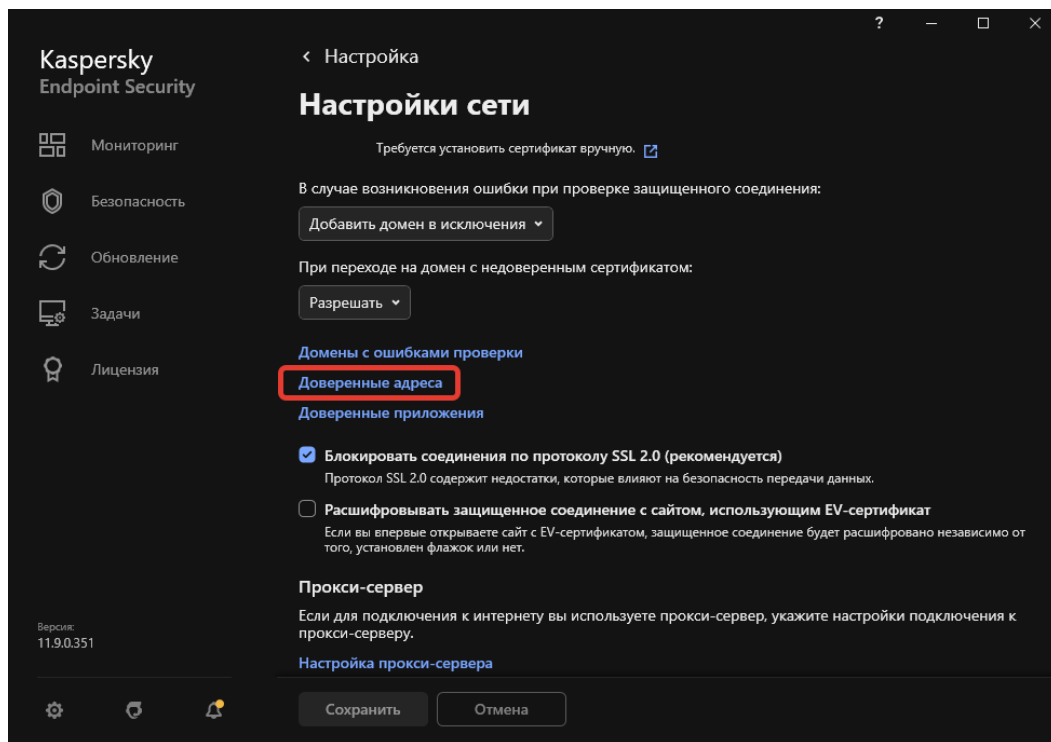 ?
Kaspersky
Endpoint Security
Мониторинг
Безопасность
Обновление
Задачи
Лицензия
Версия:
11.9.0.351
Настройка
Настройки сети
Требуется установить сертификат вручную.
В случае возникновения ошибки при проверке защищенного соединения:
Добавить домен в исключения
При переходе на домен с недоверенным сертификатом:
Разрешать
Домены с ошибками проверки
Доверенные адреса
Доверенные приложения
Блокировать соединения по протоколу SSL 2.0 (рекомендуется)
Протокол SSL 2.0 содержит недостатки, которые влияют на безопасность передачи данных.
Расшифровывать защищенное соединение с сайтом, использующим EV-сертификат
Если вы впервые открываете сайт с EV-сертификатом, защищенное соединение будет расшифровано независимо от
того, установлен флажок или нет.
Прокси-сервер
Если для подключения к интернету вы используете прокси-сервер, укажите настройки подключения к
прокси-серверу.
Настройка прокси-сервера
Сохранить
Отмена